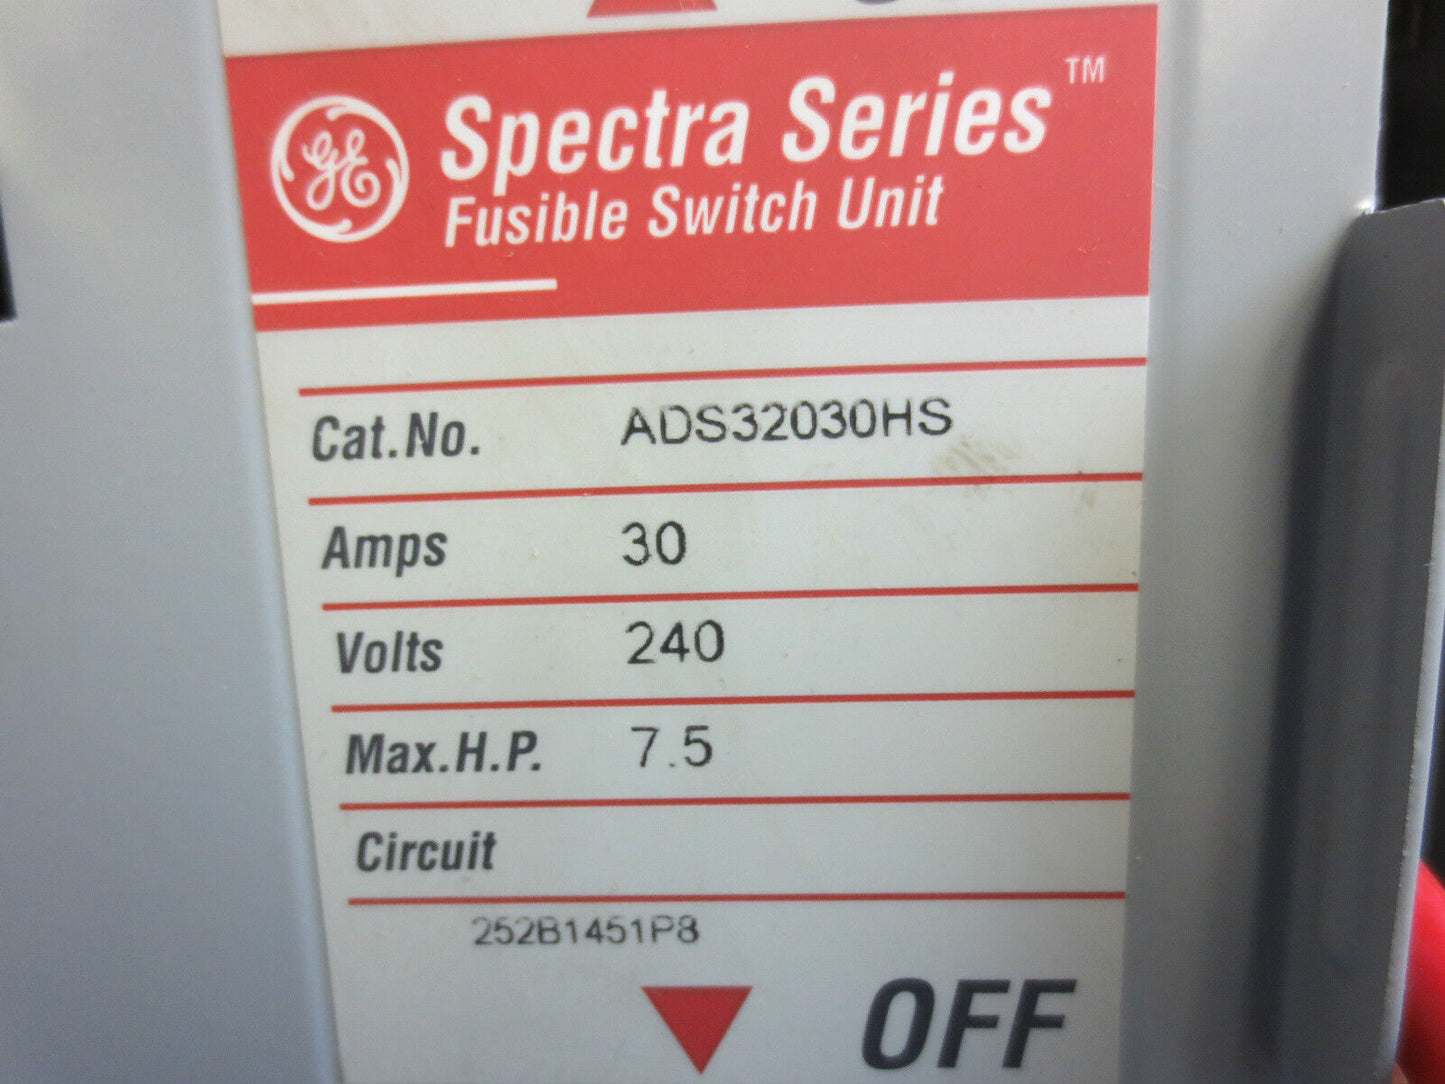 GE
Spectra Series™
Fusible Switch Unit
Cat.No. ADS32030HS
Amps 30
Volts 240
Max.H.P. 7.5
Circuit
252B1451P8
OFF